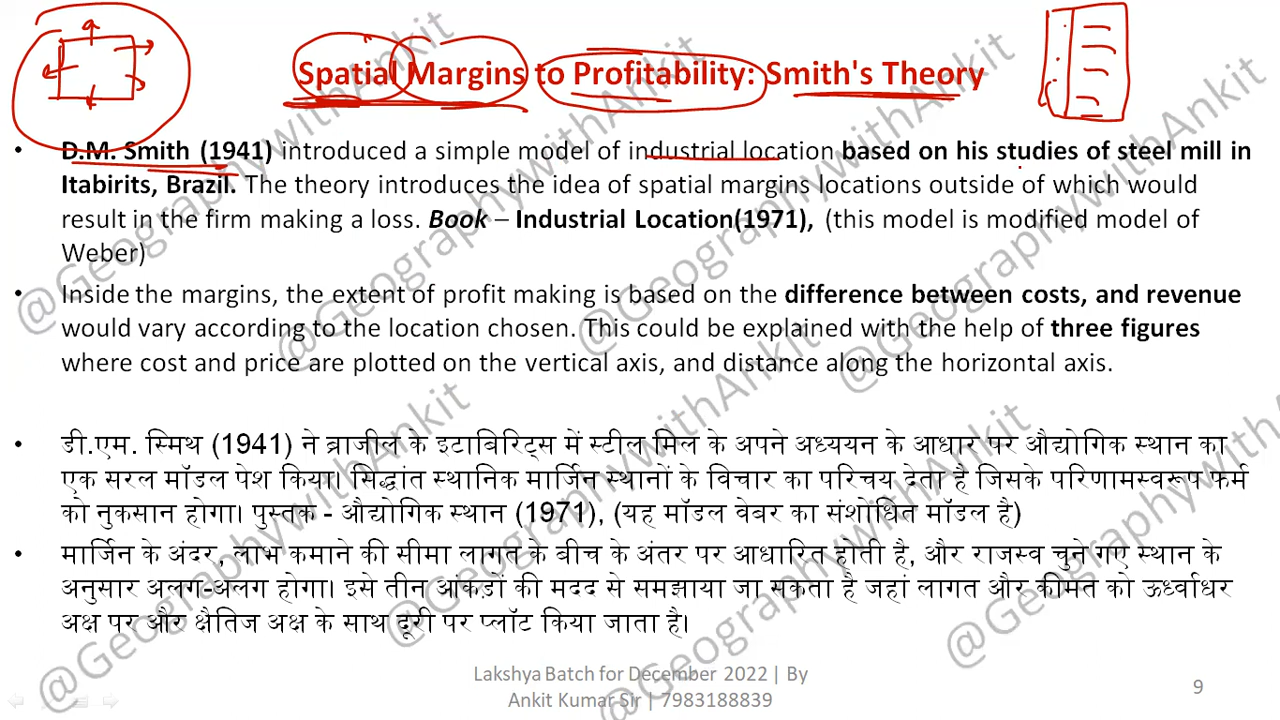 Spatial Margins to Profitability: Smith's Theory
• D.M. Smith (1941) introduced a simple model of industrial location based on his studies of steel mill in
Itabirits, Brazil. The theory introduces the idea of spatial margins locations outside of which would
result in the firm making a loss. Book – Industrial Location(1971), (this model is modified model of
Weber)
• Inside the margins, the extent of profit making is based on the difference between costs, and revenue
would vary according to the location chosen. This could be explained with the help of three figures
where cost and price are plotted on the vertical axis, and distance along the horizontal axis.
• डी.एम. स्मिथ (1941) ने ब्राजील के इटाबिरिट्स में स्टील मिल के अपने अध्ययन के आधार पर औद्योगिक स्थान का
एक सरल मॉडल पेश किया। सिद्धांत स्थानिक मार्जिन स्थानों के विचार का परिचय देता है जिसके परिणामस्वरूप फर्म
को नुकसान होगा। पुस्तक - औद्योगिक स्थान (1971), (यह मॉडल वेबर का संशोधित मॉडल है)
• मार्जिन के अंदर, लाभ कमाने की सीमा लागत के बीच के अंतर पर आधारित होती है, और राजस्व चुने गए स्थान के
अनुसार अलग-अलग होगा। इसे तीन आंकड़ों की मदद से समझाया जा सकता है जहां लागत और कीमत को ऊर्ध्वाधर
अक्ष पर और क्षैतिज अक्ष के साथ दूरी पर प्लॉट किया जाता है।
Lakshya Batch for December 2022 | By
Ankit Kumar Sir | 7983188839
9
@GeographywithAnkit
@GeographywithAnkit
@GeographywithAnkit
@GeographywithAnkit
@GeographywithAnkit
@GeographywithAnkit
@GeographywithAnkit
@GeographywithAnkit